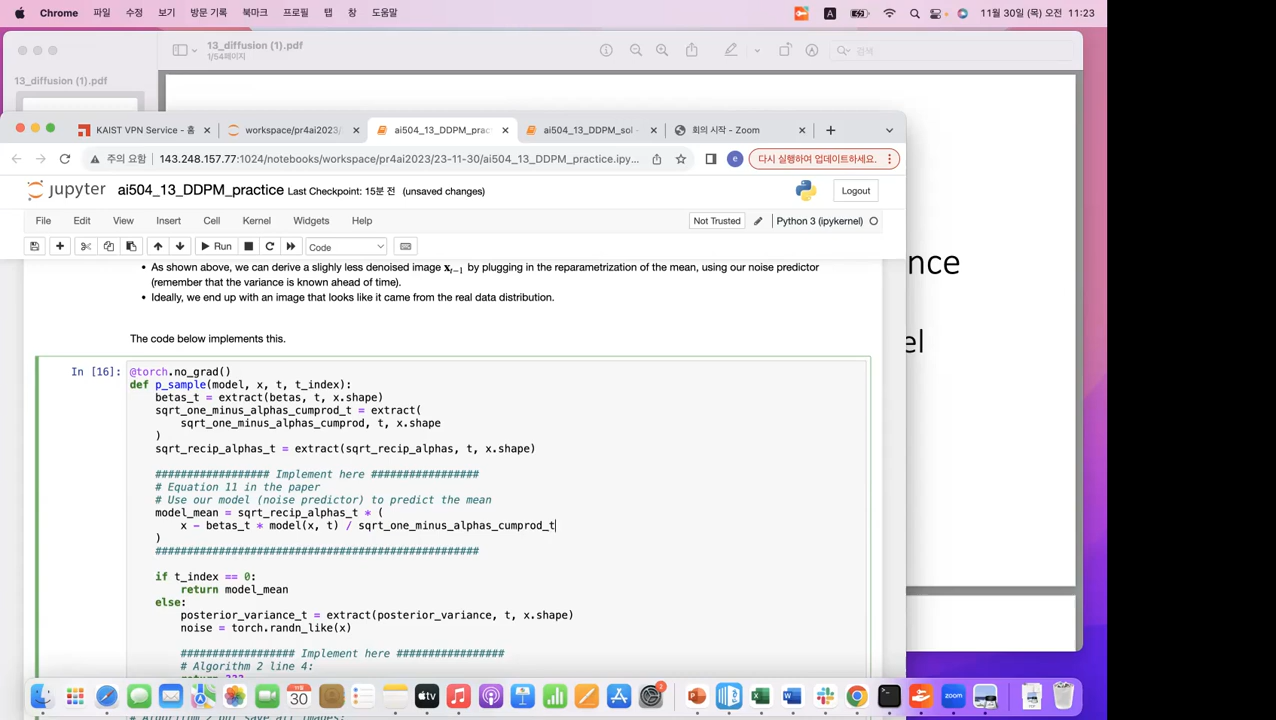 Chrome 파일 수정 보기 방문 기록 북마크 프로필 탭 창 도움말 A 11월 30일 (목) 오전 11:23
13_diffusion (1).pdf
1/54페이지
검색
13_diffusion (1).pdf
KAIST VPN Service - 홈 workspace/pr4ai2023/ ai504_13_DDPM_prac ai504_13_DDPM_sol - 회의 시작 - Zoom
주의 요함 143.248.157.77:1024/notebooks/workspace/pr4ai2023/23-11-30/ai504_13_DDPM_practice.ipy... e 다시 실행하여 업데이트하세요.
jupyter ai504_13_DDPM_practice Last Checkpoint: 15분 전 (unsaved changes) Logout
File Edit View Insert Cell Kernel Widgets Help Not Trusted Python 3 (ipykernel)
Run Code
• As shown above, we can derive a slighly less denoised image x_{t−1} by plugging in the reparametrization of the mean, using our noise predictor
(remember that the variance is known ahead of time).
• Ideally, we end up with an image that looks like it came from the real data distribution.
The code below implements this.
In [16]: @torch.no_grad()
def p_sample(model, x, t, t_index):
betas_t = extract(betas, t, x.shape)
sqrt_one_minus_alphas_cumprod_t = extract(
sqrt_one_minus_alphas_cumprod, t, x.shape
)
sqrt_recip_alphas_t = extract(sqrt_recip_alphas, t, x.shape)
################## Implement here #################
# Equation 11 in the paper
# Use our model (noise predictor) to predict the mean
model_mean = sqrt_recip_alphas_t * (
x - betas_t * model(x, t) / sqrt_one_minus_alphas_cumprod_t
)
###################################################
if t_index == 0:
return model_mean
else:
posterior_variance_t = extract(posterior_variance, t, x.shape)
noise = torch.randn_like(x)
################## Implement here #################
# Algorithm 2 line 4:
return ???
# Algorithm 2 but save all images:
nce
el
30
tv
zoom